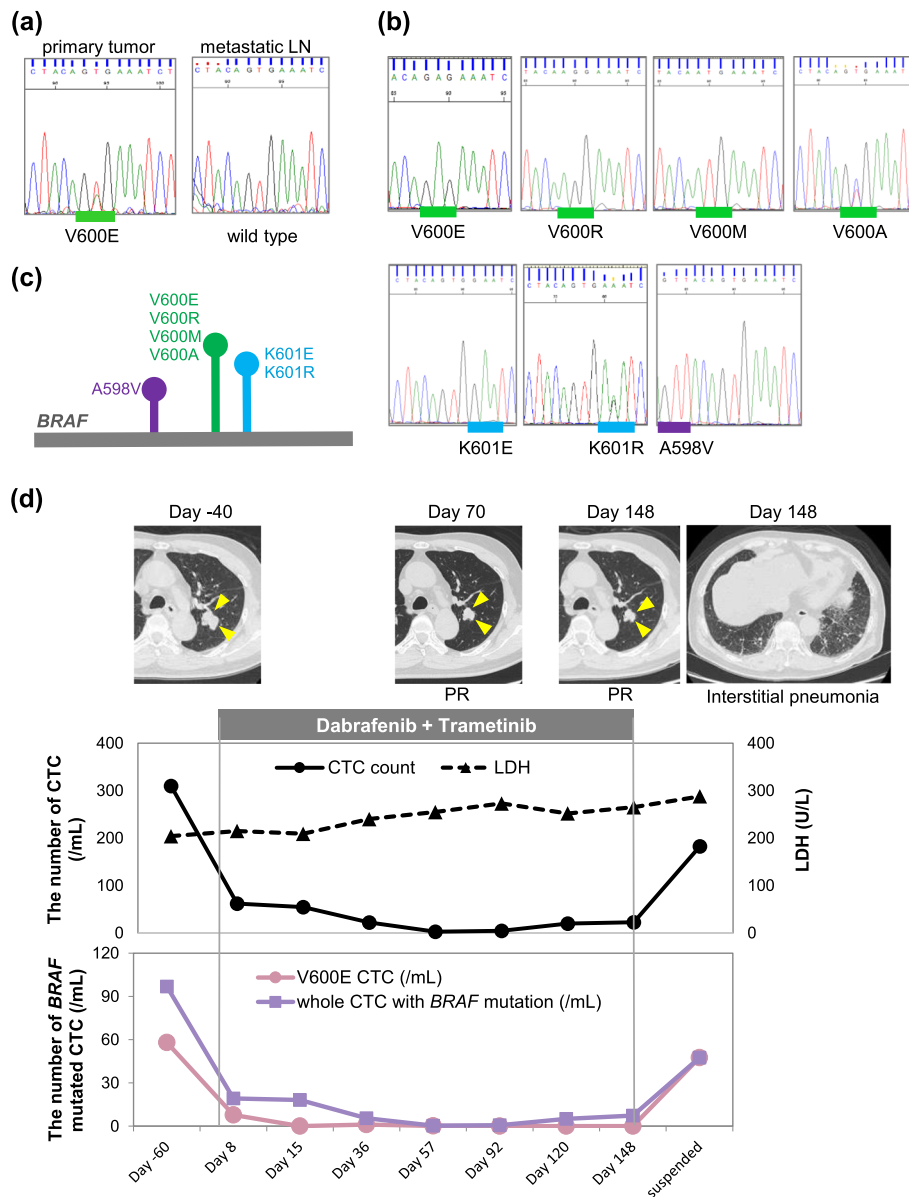 (a)
primary tumor
metastatic LN
C T A C A G T G A A A T C T
C T A C A G T G A A A T C
V600E
wild type
(b)
A C A G A G A A A T C
85
90
95
T A C A A G G A A A T C
T A C A A T G A A A T C
C T A C A G T G A A A T
V600E
V600R
V600M
V600A
C T A C A G T G G A A T C
C T A C A G T G A A A T C
G T T A C A G T G A A A T
K601E
K601R
A598V
(c)
V600E
V600R
V600M
V600A
K601E
K601R
A598V
BRAF
(d)
Day -40
Day 70
Day 148
Day 148
PR
PR
Interstitial pneumonia
Dabrafenib + Trametinib
CTC count
LDH
The number of CTC
(/mL)
400
300
200
100
0
400
300
200
100
0
LDH (U/L)
V600E CTC (/mL)
whole CTC with BRAF mutation (/mL)
The number of BRAF
mutated CTC (/mL)
120
90
60
30
0
Day -60
Day 8
Day 15
Day 36
Day 57
Day 92
Day 120
Day 148
suspended